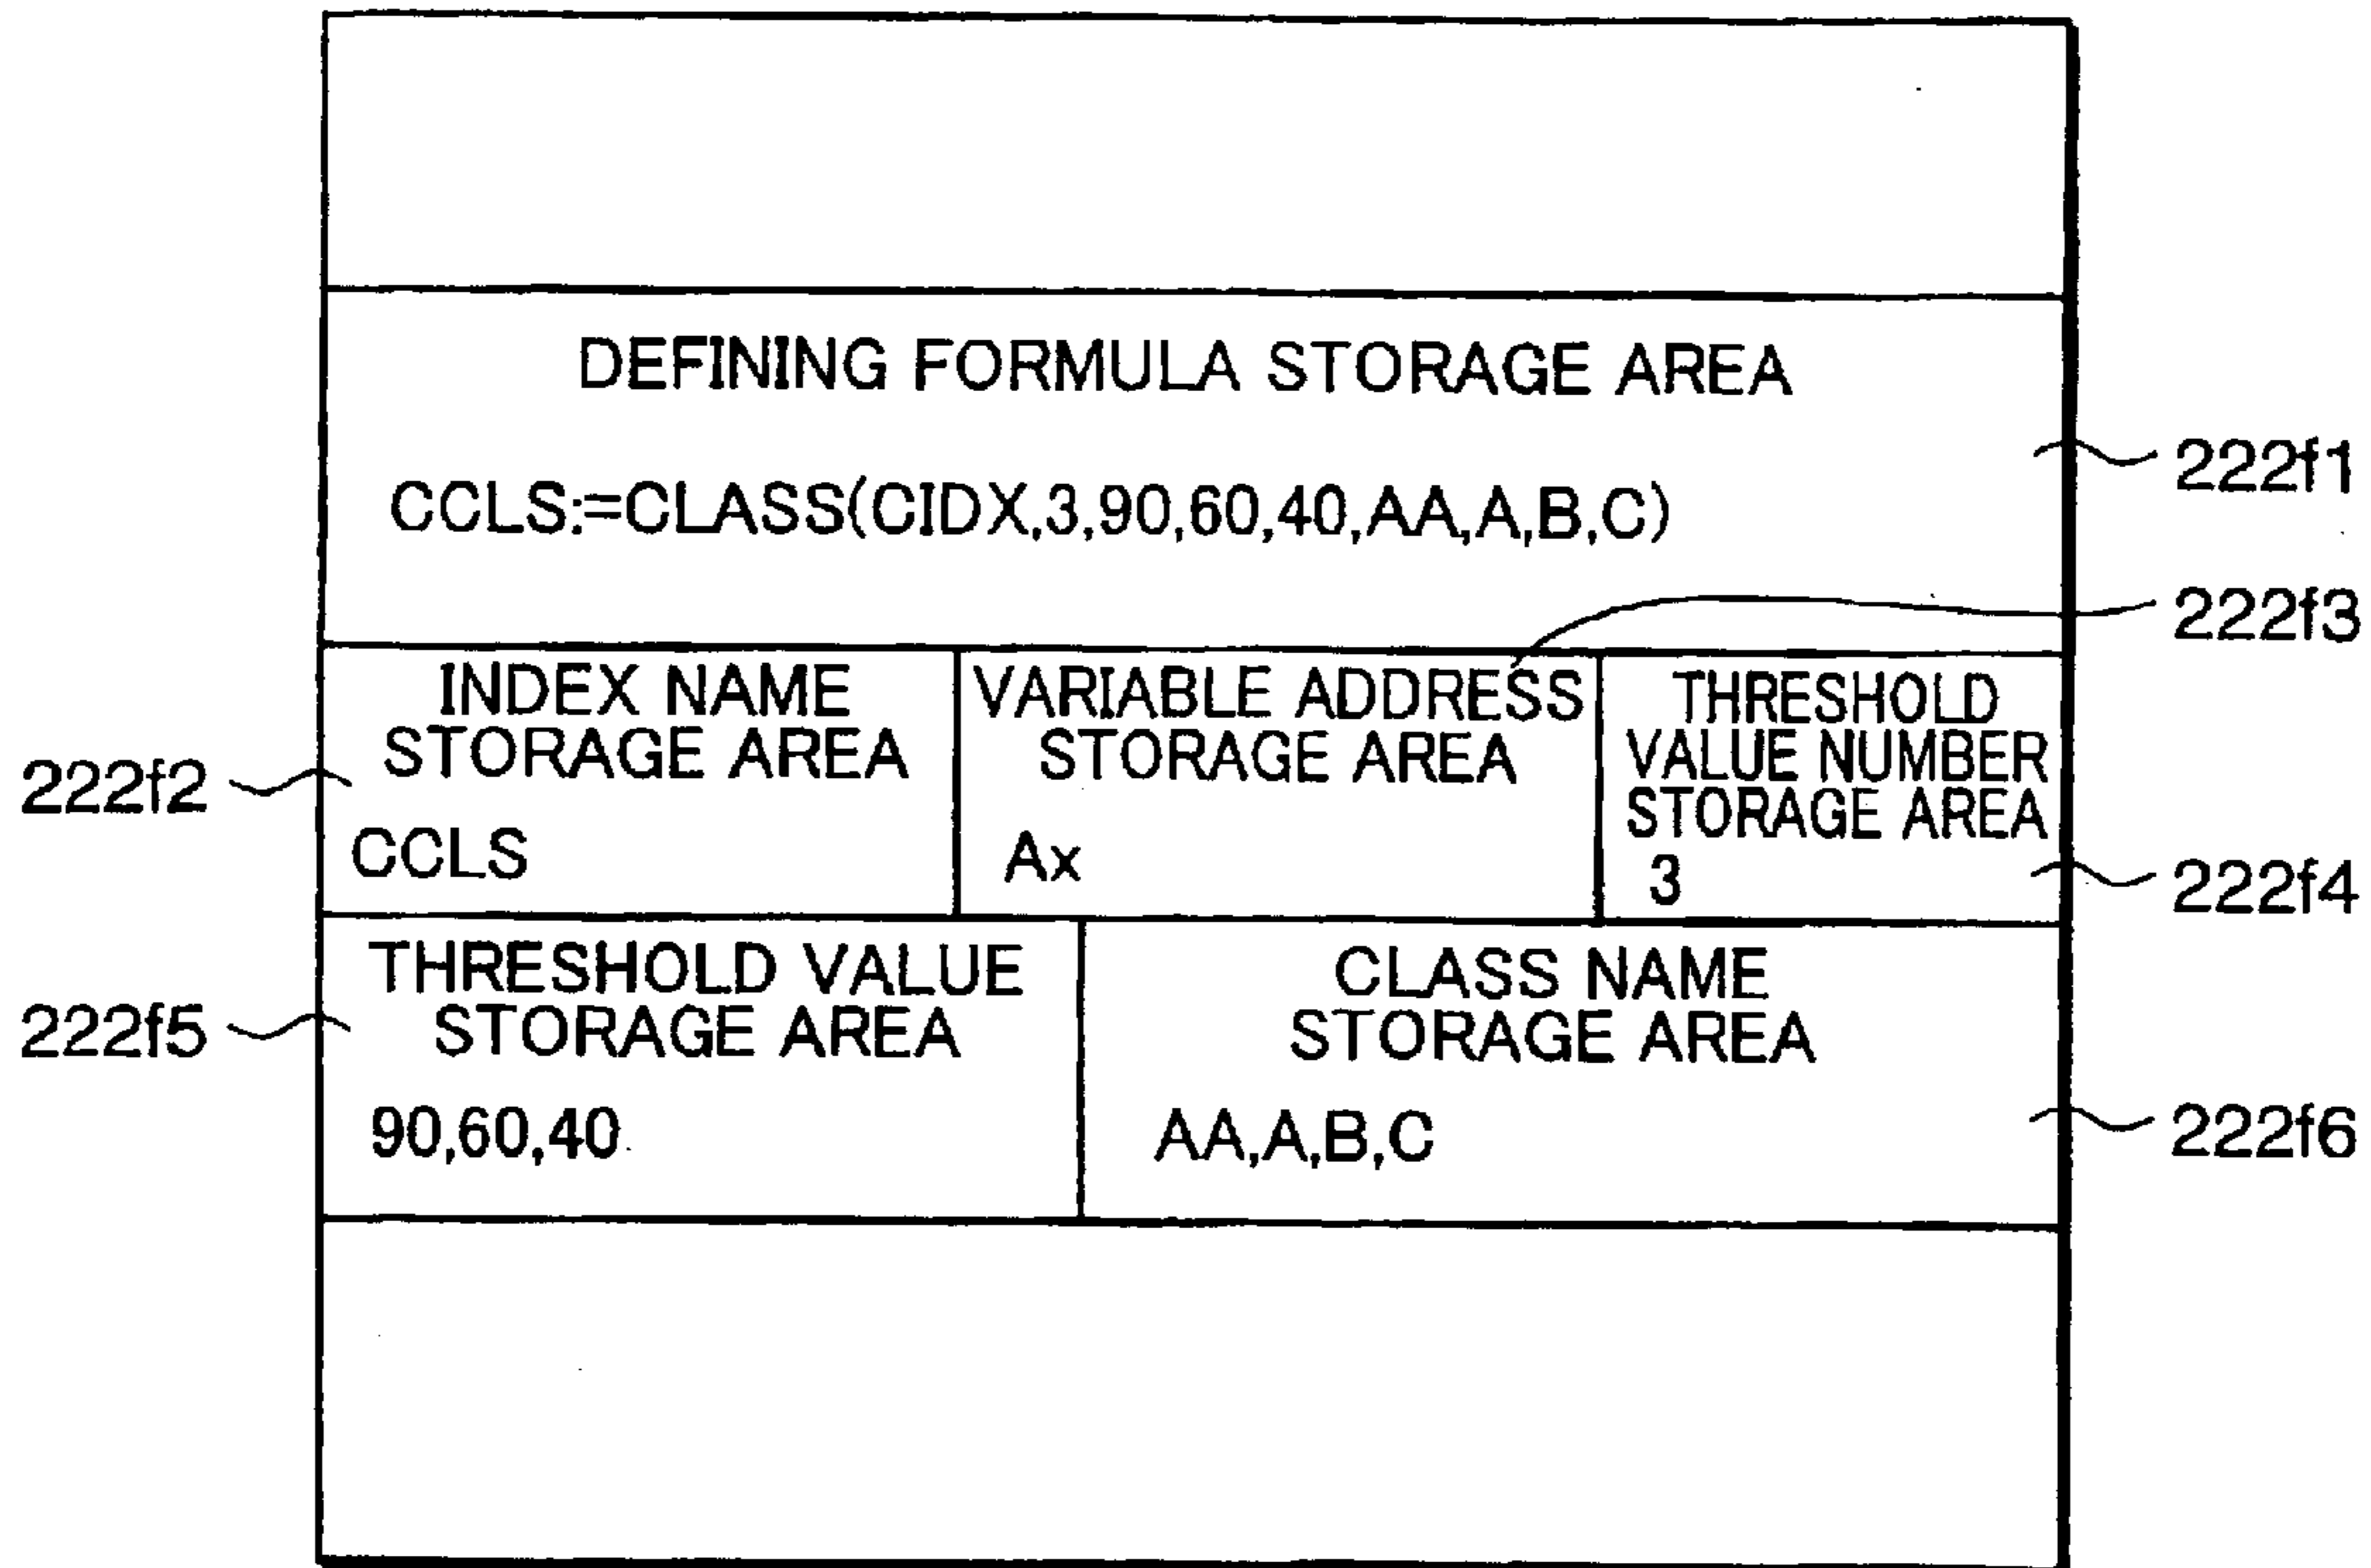 DEFINING FORMULA STORAGE AREA
222f1
CCLS:=CLASS(CIDX,3,90,60,40,AA,A,B,C)
222f3
INDEX NAME
STORAGE AREA
222f2
CCLS
VARIABLE ADDRESS
STORAGE AREA
Ax
THRESHOLD
VALUE NUMBER
STORAGE AREA
3
222f4
THRESHOLD VALUE
STORAGE AREA
222f5
90,60,40
CLASS NAME
STORAGE AREA
AA,A,B,C
222f6